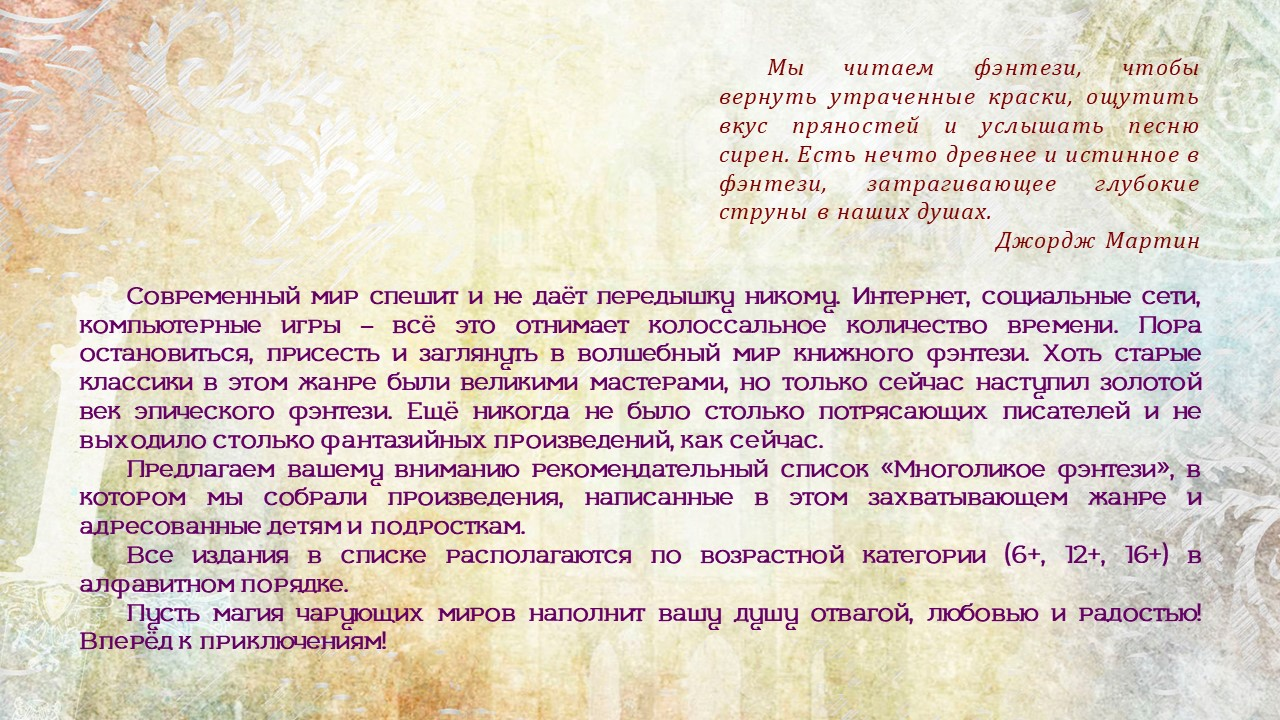 Мы читаем фэнтези, чтобы
вернуть утраченные краски, ощутить
вкус пряностей и услышать песню
сирен. Есть нечто древнее и истинное в
фэнтези, затрагивающее глубокие
струны в наших душах.
Джордж Мартин
Современный мир спешит и не даёт передышку никому. Интернет, социальные сети,
компьютерные игры – всё это отнимает колоссальное количество времени. Пора
остановиться, присесть и заглянуть в волшебный мир книжного фэнтези. Хоть старые
классики в этом жанре были великими мастерами, но только сейчас наступил золотой
век эпического фэнтези. Ещё никогда не было столько потрясающих писателей и не
выходило столько фантазийных произведений, как сейчас.
Предлагаем вашему вниманию рекомендательный список «Многоликое фэнтези», в
котором мы собрали произведения, написанные в этом захватывающем жанре и
адресованные детям и подросткам.
Все издания в списке располагаются по возрастной категории (6+, 12+, 16+) в
алфавитном порядке.
Пусть магия чарующих миров наполнит вашу душу отвагой, любовью и радостью!
Вперёд к приключениям!